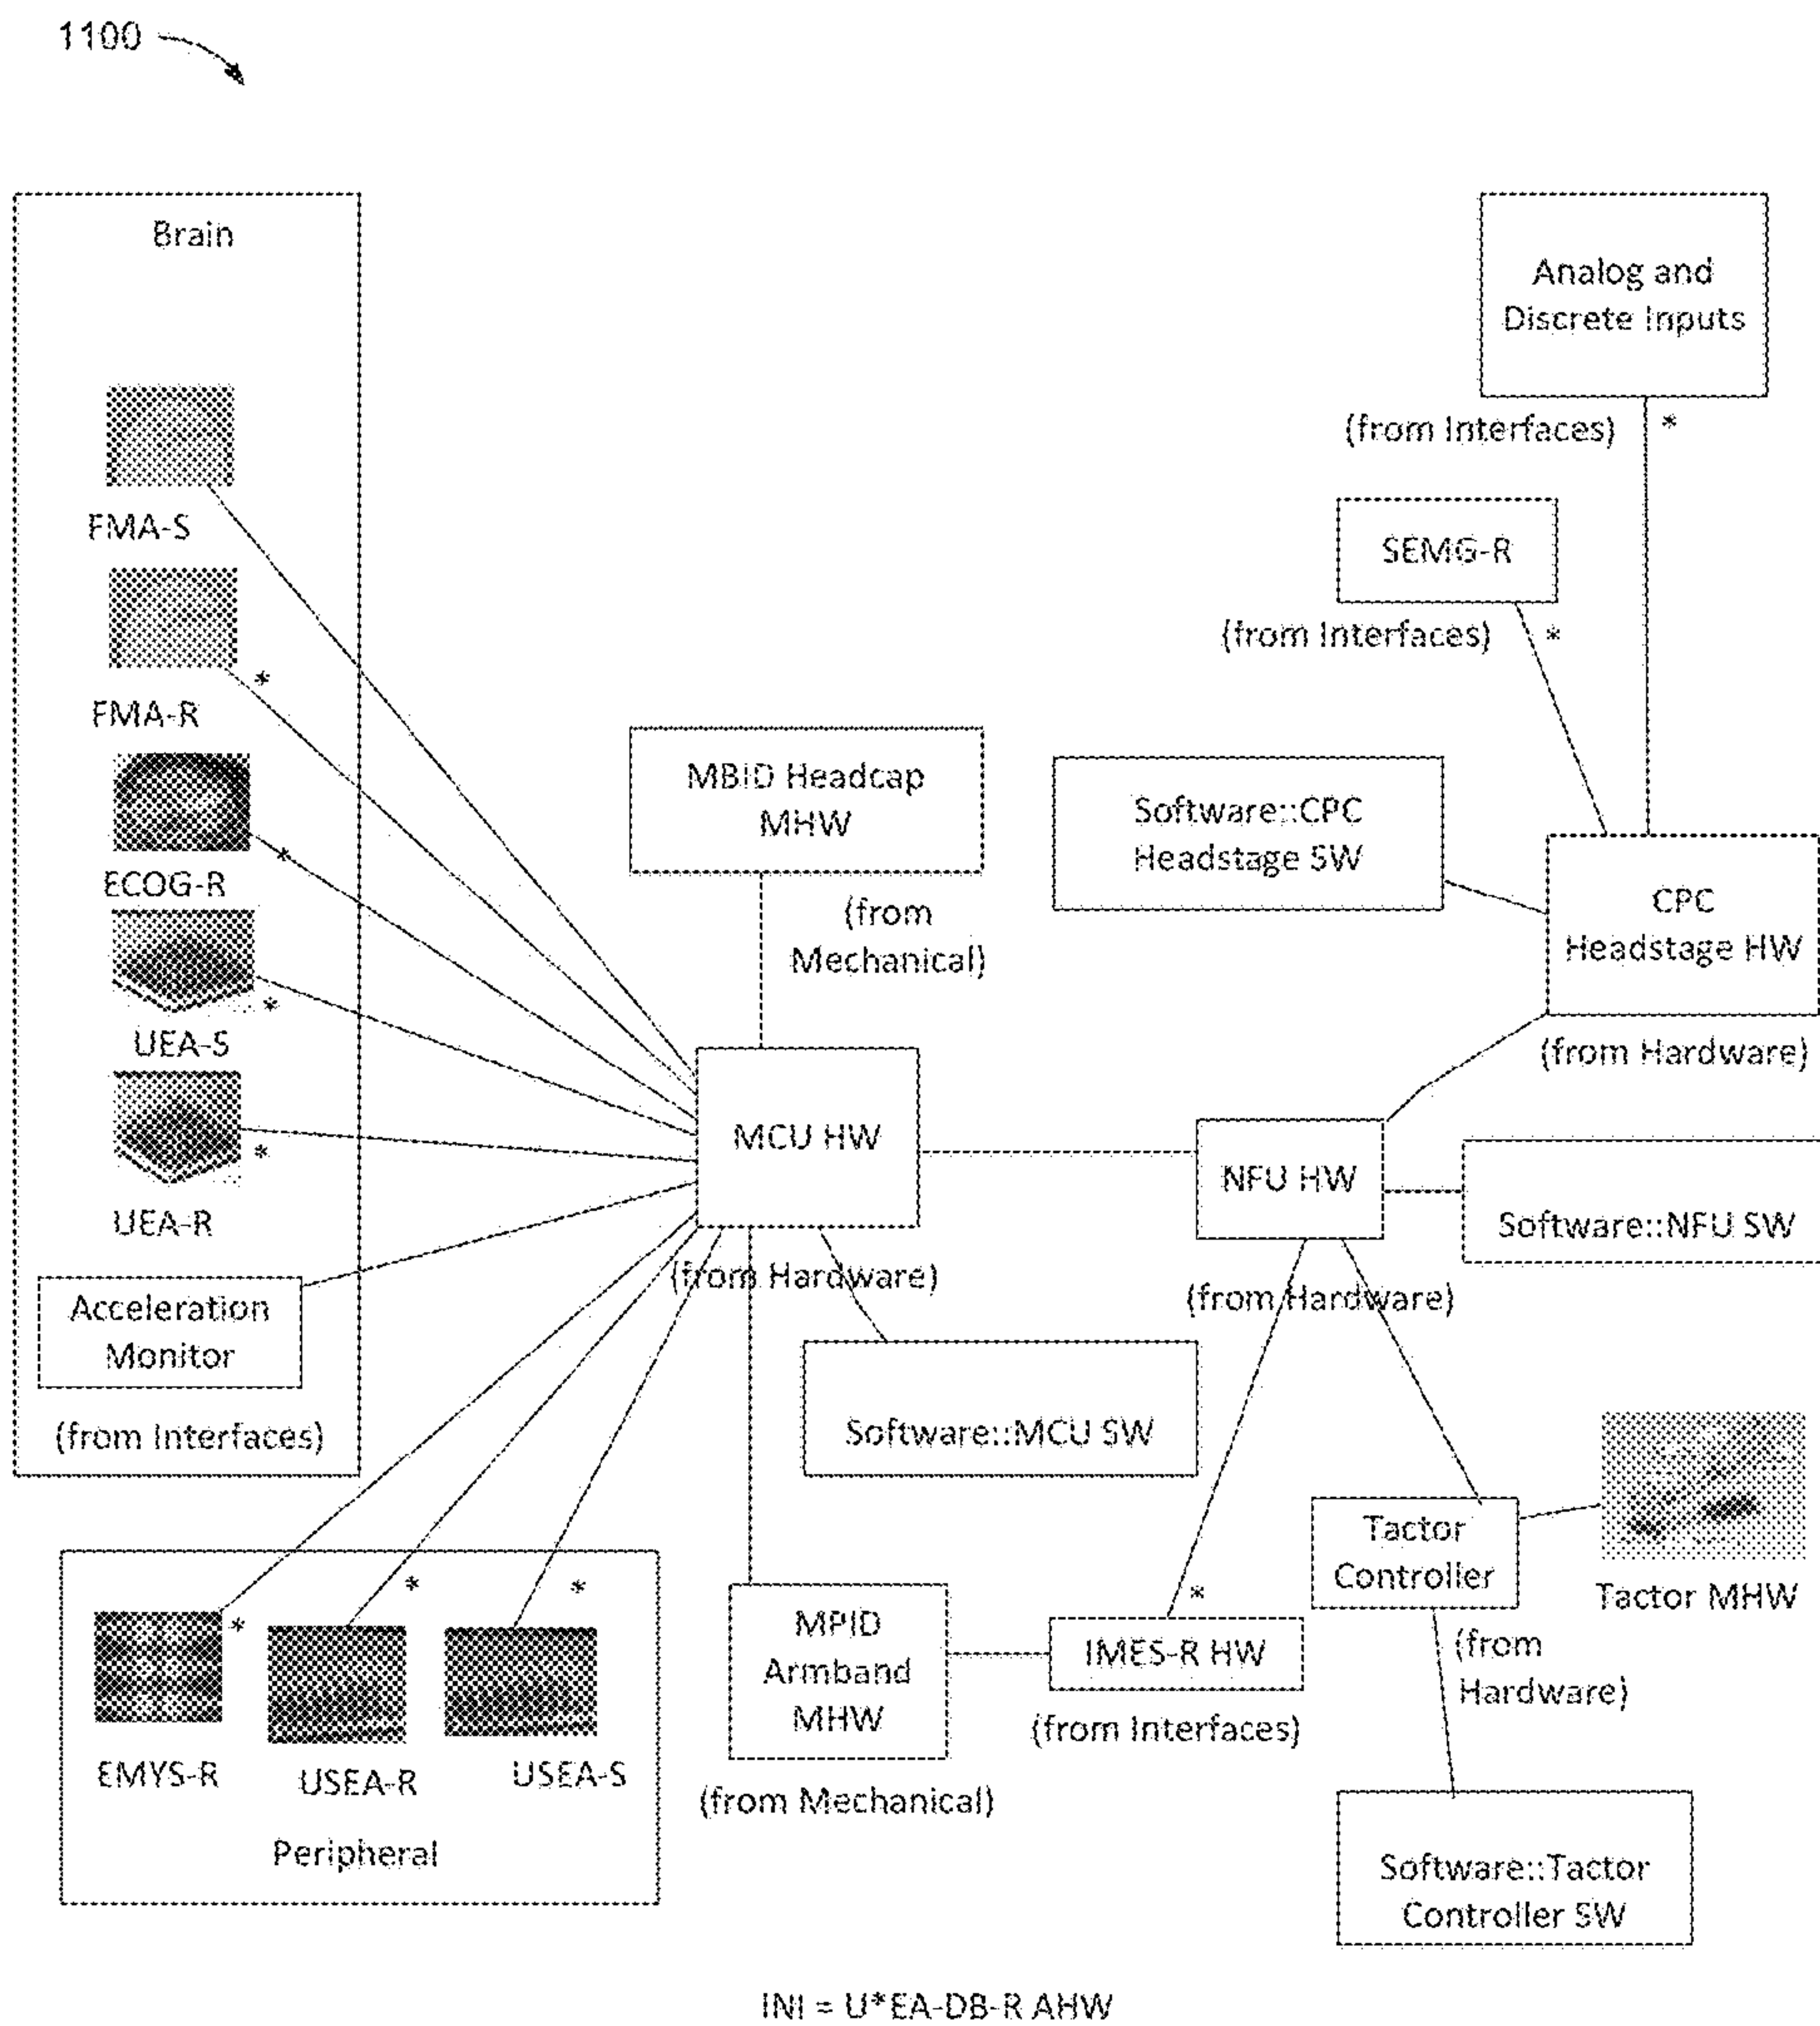 1100
Brain
FMA-S
FMA-R
ECOG-R
UEA-S
UEA-R
Acceleration
Monitor
(from Interfaces)
Analog and
Discrete Inputs
(from Interfaces)
*
SEMG-R
(from Interfaces)
*
MBID Headcap
MHW
(from
Mechanical)
Software::CPC
Headstage SW
CPC
Headstage HW
(from Hardware)
*
*
*
*
MCU HW
(from Hardware)
NFU HW
(from Hardware)
Software::NFU SW
Software::MCU SW
Tactor
Controller
(from
Hardware)
Tactor MHW
*
*
*
EMYS-R
USEA-R
USEA-S
Peripheral
MPID
Armband
MHW
(from Mechanical)
*
IMES-R HW
(from Interfaces)
Software::Tactor
Controller SW
INI = U*EA-DB-R AHW